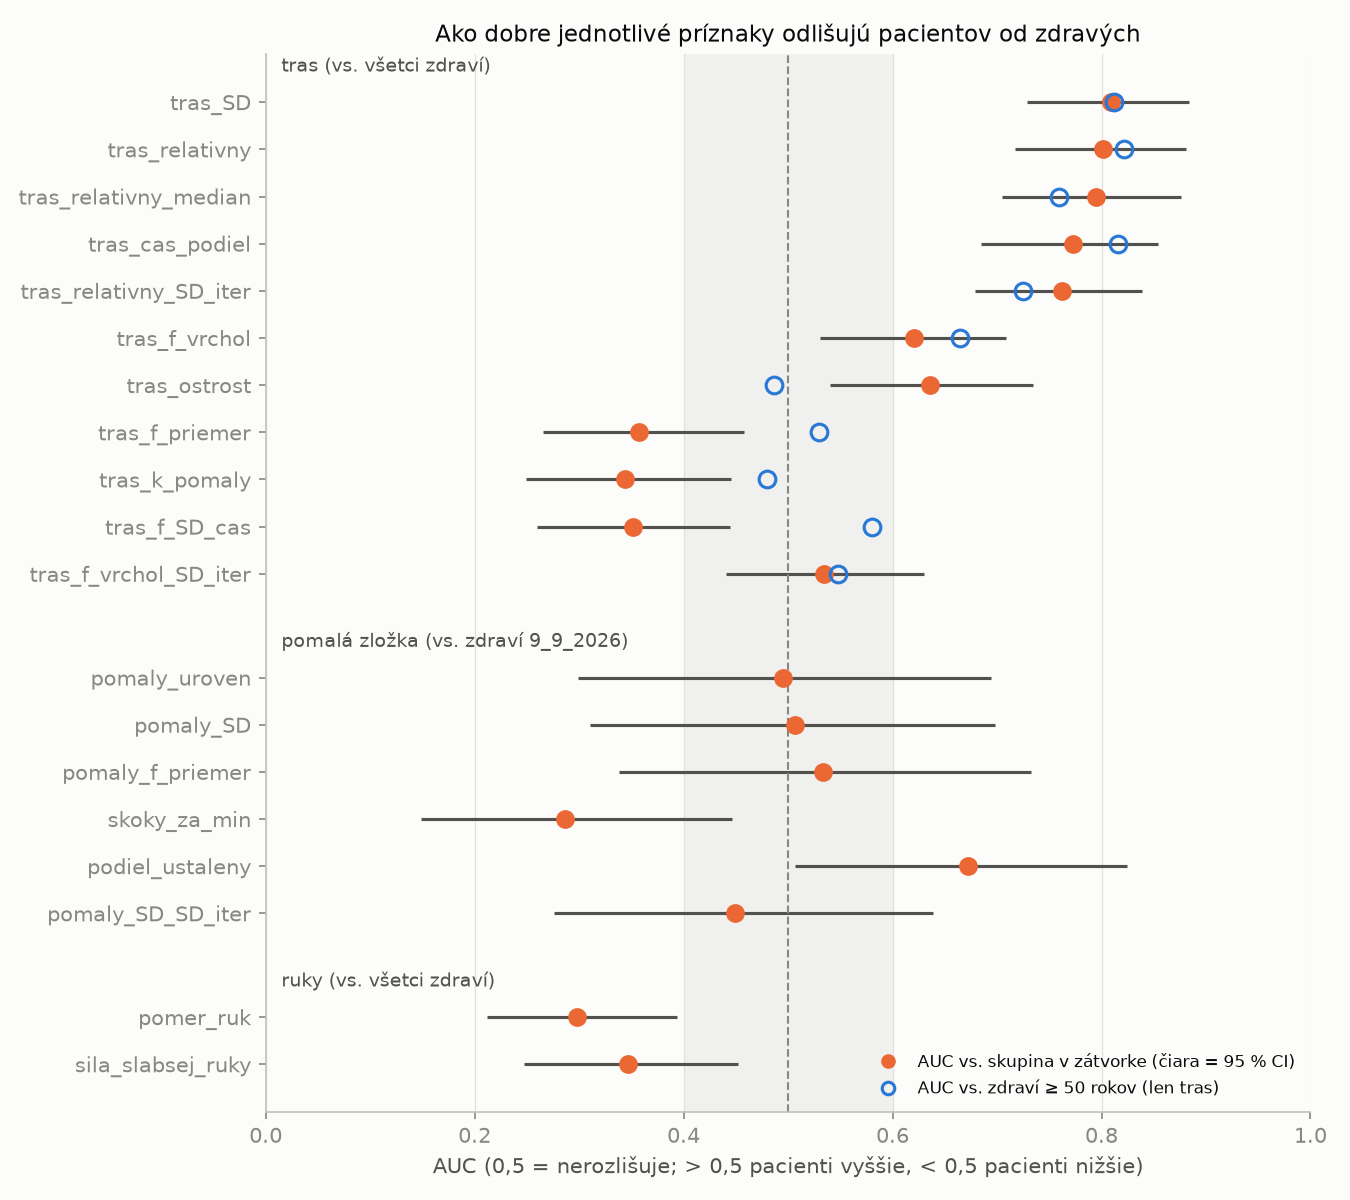 Ako dobre jednotlivé príznaky odlišujú pacientov od zdravých
tras (vs. všetci zdraví)
tras_SD
tras_relativny
tras_relativny_median
tras_cas_podiel
tras_relativny_SD_iter
tras_f_vrchol
tras_ostrost
tras_f_priemer
tras_k_pomaly
tras_f_SD_cas
tras_f_vrchol_SD_iter
pomalá zložka (vs. zdraví 9_9_2026)
pomaly_uroven
pomaly_SD
pomaly_f_priemer
skoky_za_min
podiel_ustaleny
pomaly_SD_SD_iter
ruky (vs. všetci zdraví)
pomer_ruk
sila_slabsej_ruky
AUC vs. skupina v zátvorke (čiara = 95 % CI)
AUC vs. zdraví ≥ 50 rokov (len tras)
0.0 0.2 0.4 0.6 0.8 1.0
AUC (0,5 = nerozlišuje; > 0,5 pacienti vyššie, < 0,5 pacienti nižšie)